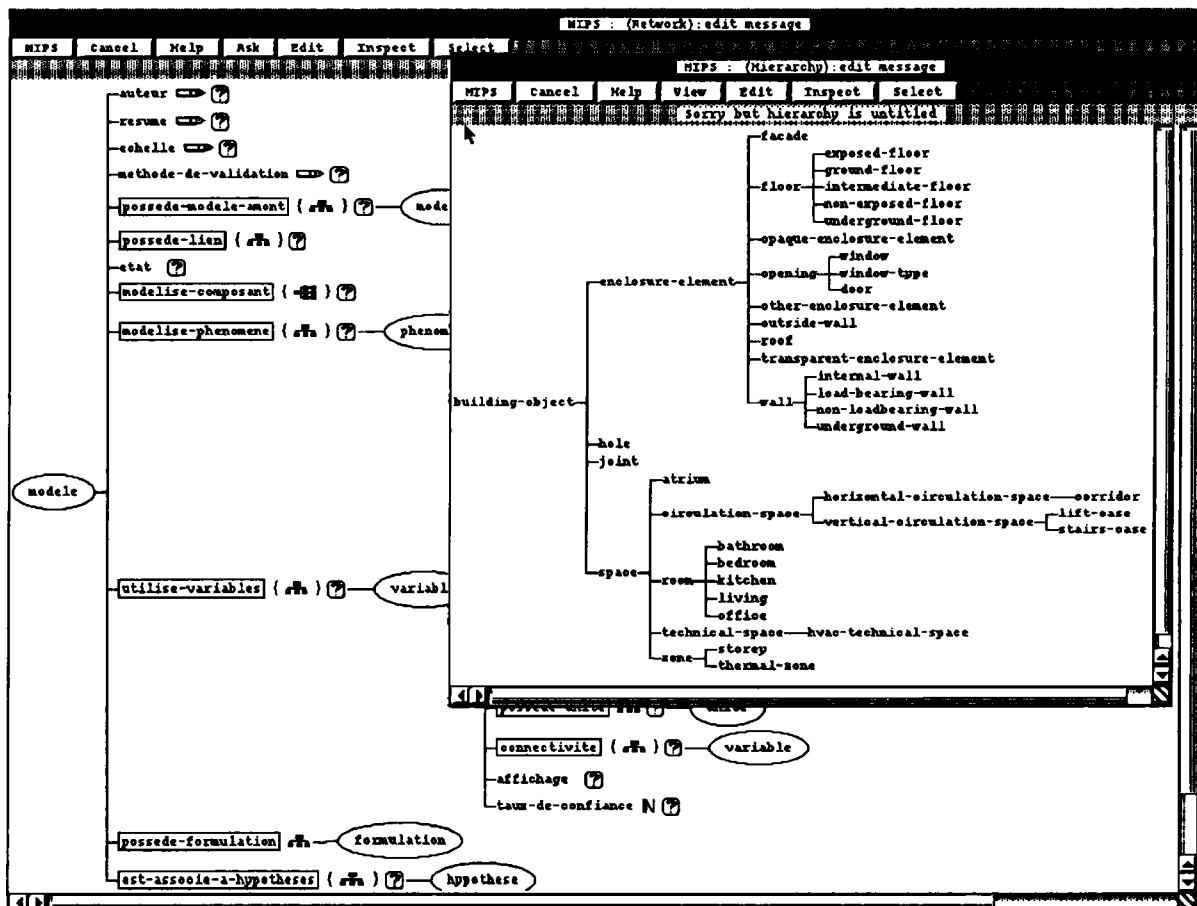 MIPS : (Network):edit message
MIPS Cancel Help Ask Edit Inspect Select
MIPS : (Hierarchy):edit message
MIPS Cancel Help View Edit Inspect Select
Sorry but hierarchy is untitled
auteur ?
resume ?
echelle ?
methode-de-validation ?
possede-modele-amont ( ) ? mode
possede-lien ( ) ?
etat ?
modelise-composant ( ) ?
modelise-phenomene ( ) ? phenom
modele
utilise-variables ( ) ? variabl
possede-unite ? unite
connectivite ( ) ? variable
affichage ?
taux-de-confiance N ?
possede-formulation formulation
est-associe-a-hypotheses ( ) ? hypothese
building-object
enclosure-element
facade
floor
exposed-floor
ground-floor
intermediate-floor
non-exposed-floor
underground-floor
opaque-enclosure-element
opening
window
window-type
door
other-enclosure-element
outside-wall
roof
transparent-enclosure-element
wall
internal-wall
load-bearing-wall
non-loadbearing-wall
underground-wall
hole
joint
space
atrium
circulation-space
horizontal-circulation-space corridor
vertical-circulation-space
lift-case
stairs-case
room
bathroom
bedroom
kitchen
living
office
technical-space hvac-technical-space
zone
storey
thermal-zone